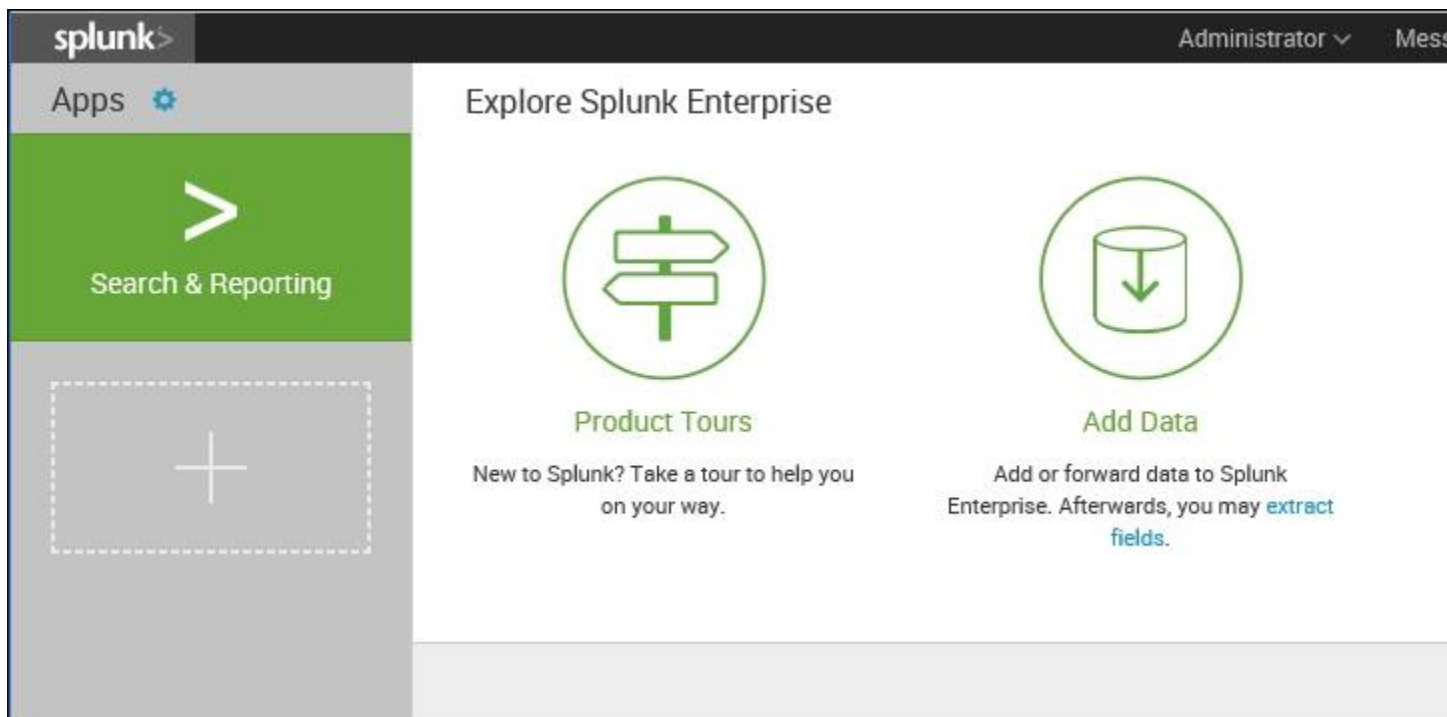 splunk>
Administrator
Mess
Apps
Explore Splunk Enterprise
>
Search & Reporting
Product Tours
New to Splunk? Take a tour to help you
on your way.
Add Data
Add or forward data to Splunk
Enterprise. Afterwards, you may extract
fields.